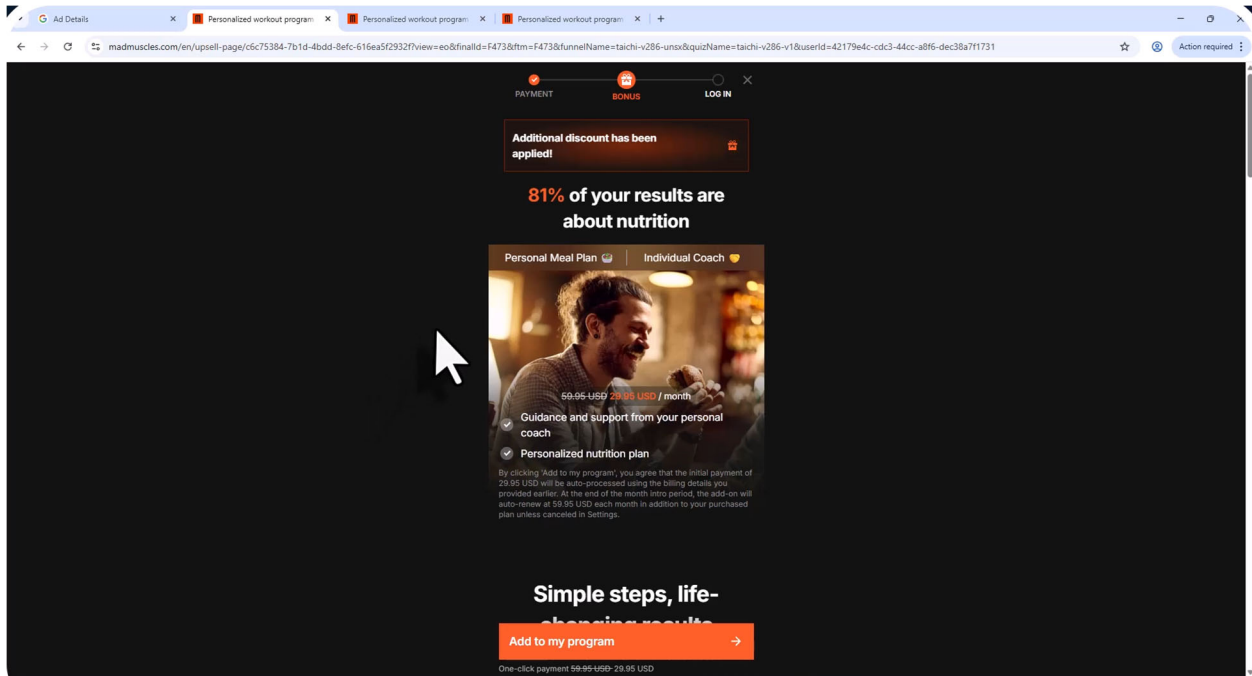 Ad Details
Personalized workout program
Personalized workout program
Personalized workout program
madmuscles.com/en/upsell-page/c6c75384-7b1d-4bdd-8efc-616ea5f2932f?view=eo&finalId=F473&ftm=F473&funnelName=taichi-v286-unsx&quizName=taichi-v286-v1&userId=42179e4c-cdc3-44cc-a8f6-dec38a7f1731
Action required
PAYMENT
BONUS
LOG IN
Additional discount has been
applied!
81% of your results are
about nutrition
Personal Meal Plan 🥗 | Individual Coach 🤝
59.95 USD 29.95 USD / month
Guidance and support from your personal
coach
Personalized nutrition plan
By clicking 'Add to my program', you agree that the initial payment of
29.95 USD will be auto-processed using the billing details you
provided earlier. At the end of the month intro period, the add-on will
auto-renew at 59.95 USD each month in addition to your purchased
plan unless canceled in Settings.
Simple steps, life-
changing results
Add to my program
One-click payment 59.95 USD 29.95 USD